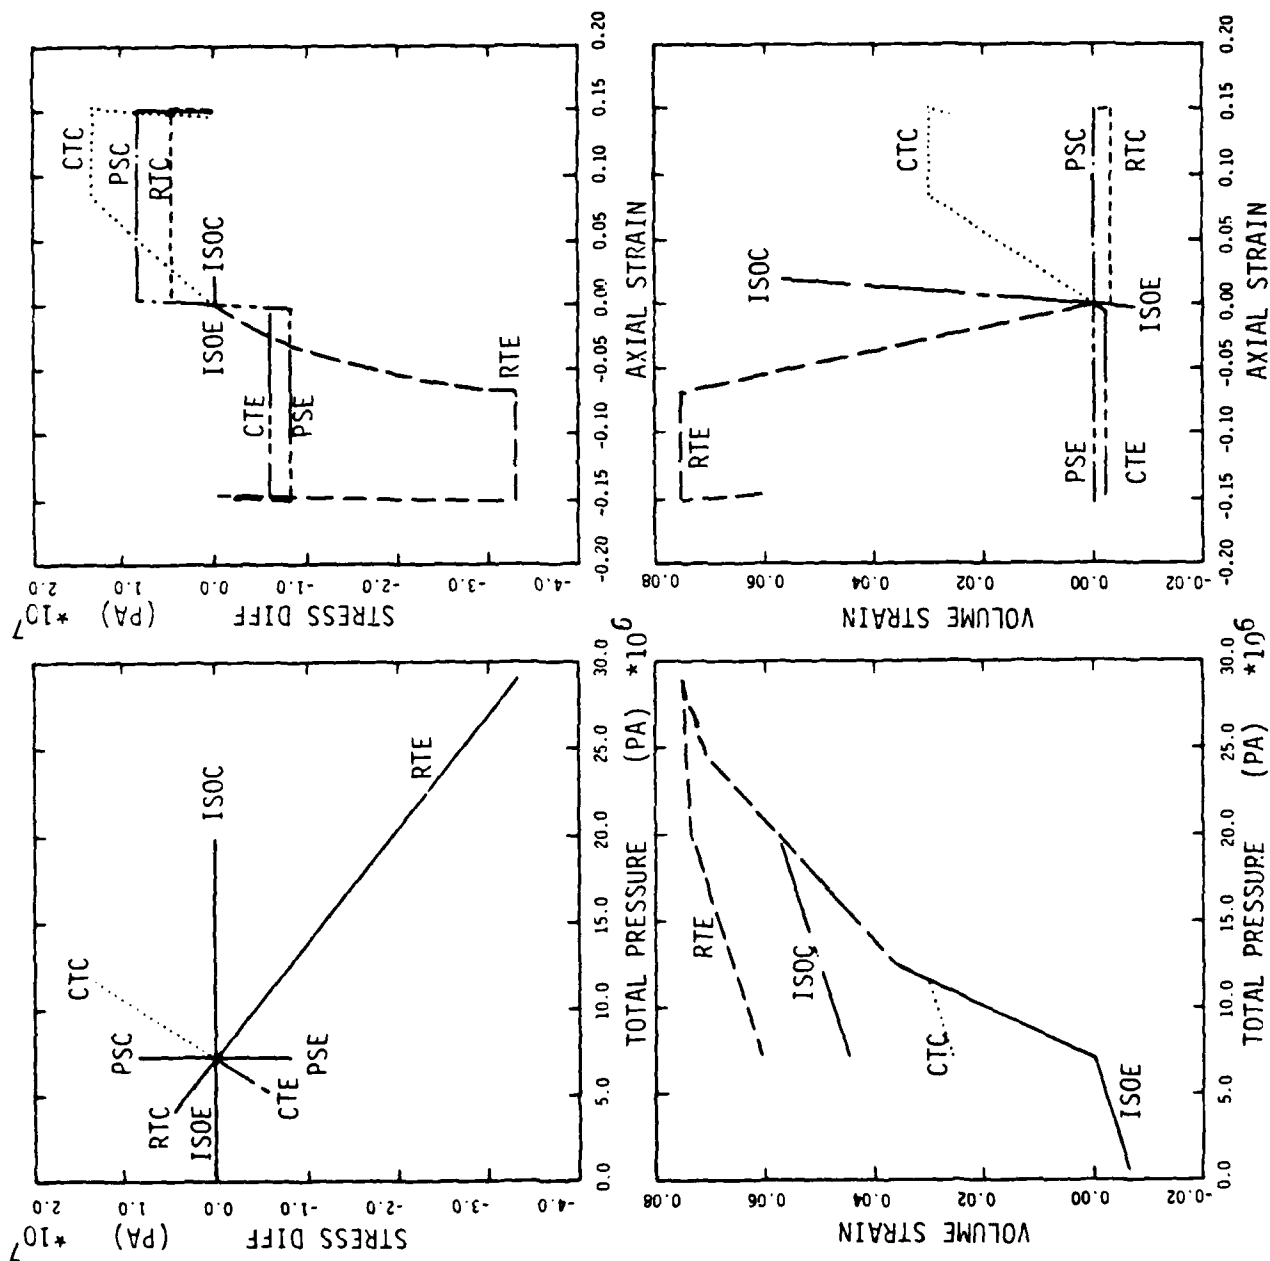 *10^7
(PA)
STRESS DIFF
2.0
1.0
0.0
-1.0
-2.0
-3.0
-4.0
CTC
PSC
RTC
ISOC
ISOE
CTE
PSE
RTE
-0.20
-0.15
-0.10
-0.05
0.00
0.05
0.10
0.15
0.20
AXIAL STRAIN
VOLUME STRAIN
0.08
0.06
0.04
0.02
0.00
-0.02
CTC
PSC
RTC
ISOC
ISOE
RTE
PSE
CTE
-0.20
-0.15
-0.10
-0.05
0.00
0.05
0.10
0.15
0.20
AXIAL STRAIN
*10^7
(PA)
STRESS DIFF
2.0
1.0
0.0
-1.0
-2.0
-3.0
-4.0
CTC
PSC
RTC
ISOE
ISOC
RTE
PSE
CTE
0.0
5.0
10.0
15.0
20.0
25.0
30.0
TOTAL PRESSURE (PA) *10^6
VOLUME STRAIN
0.08
0.06
0.04
0.02
0.00
-0.02
RTE
ISOC
CTC
ISOE
0.0
5.0
10.0
15.0
20.0
25.0
30.0
TOTAL PRESSURE (PA) *10^6